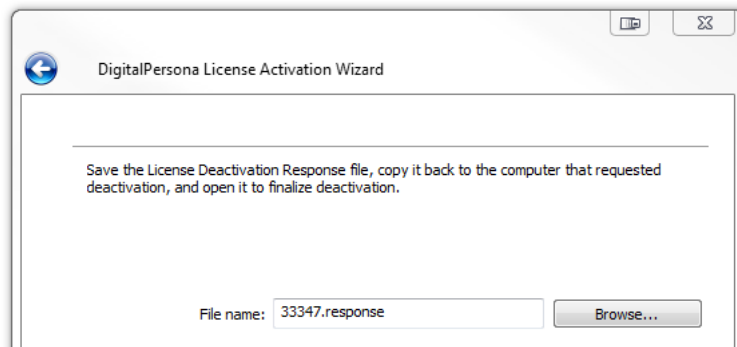 DigitalPersona License Activation Wizard
Save the License Deactivation Response file, copy it back to the computer that requested
deactivation, and open it to finalize deactivation.
File name: 33347.response Browse...